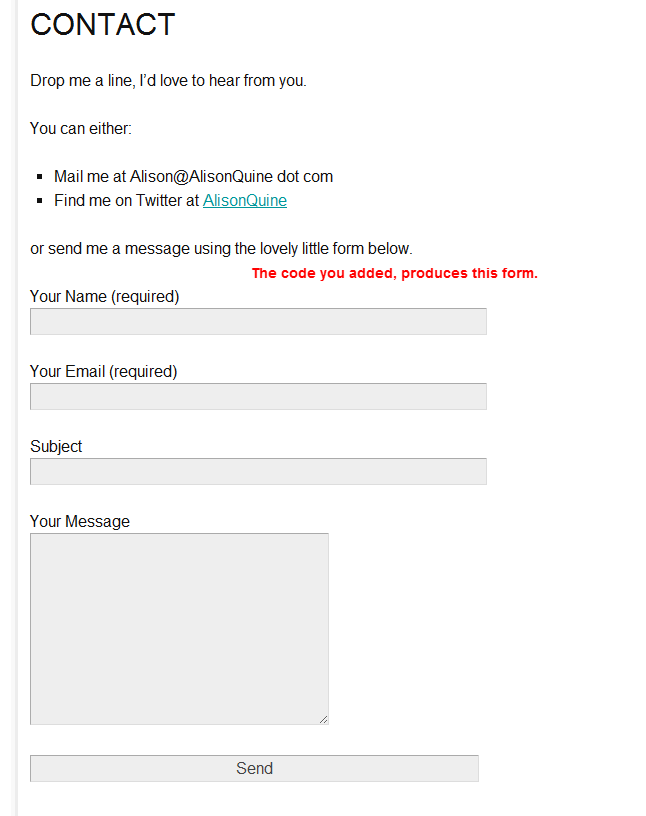 CONTACT
Drop me a line, I'd love to hear from you.
You can either:
Mail me at Alison@AlisonQuine dot com
Find me on Twitter at AlisonQuine
or send me a message using the lovely little form below.
The code you added, produces this form.
Your Name (required)
Your Email (required)
Subject
Your Message
Send